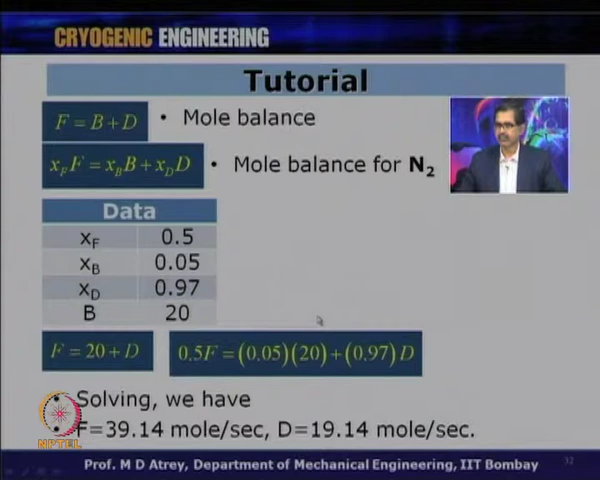 CRYOGENIC ENGINEERING
Tutorial
F = B + D • Mole balance
x_F F = x_B B + x_D D • Mole balance for N₂
Data
x_F 0.5
x_B 0.05
x_D 0.97
B 20
F = 20 + D 0.5F = (0.05)(20) + (0.97)D
Solving, we have
F=39.14 mole/sec, D=19.14 mole/sec.
NPTEL
Prof. M D Atrey, Department of Mechanical Engineering, IIT Bombay 32